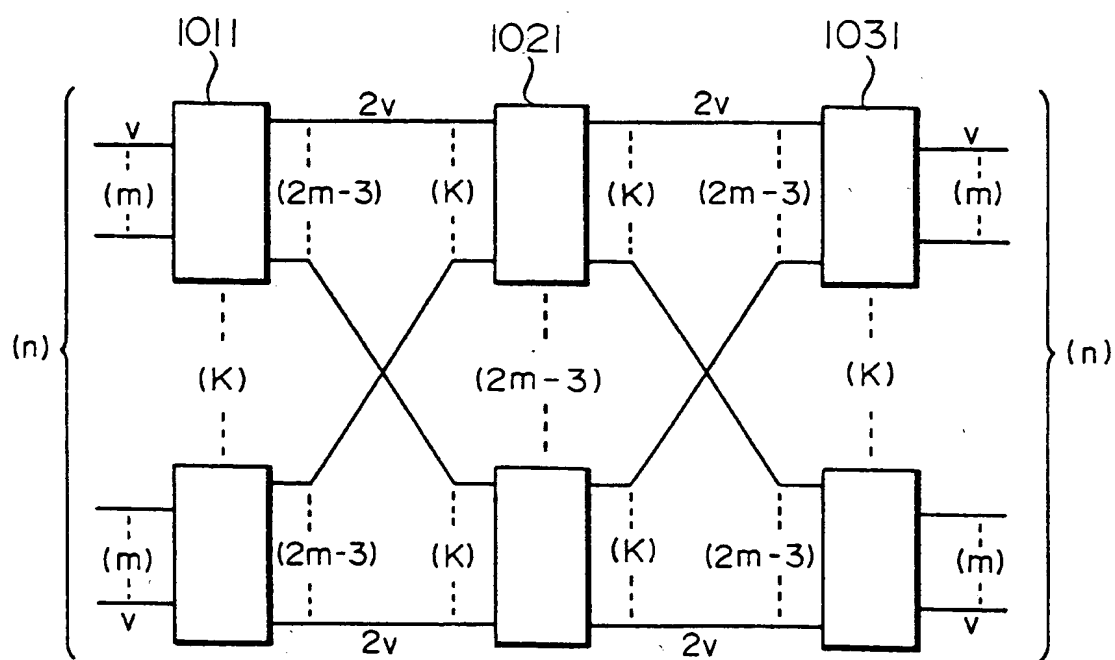 1011 1021 1031
v 2v 2v v
(m) (2m-3) (K) (K) (2m-3) (m)
(n) (K) (2m-3) (K) (n)
(m) (2m-3) (K) (K) (2m-3) (m)
v 2v 2v v